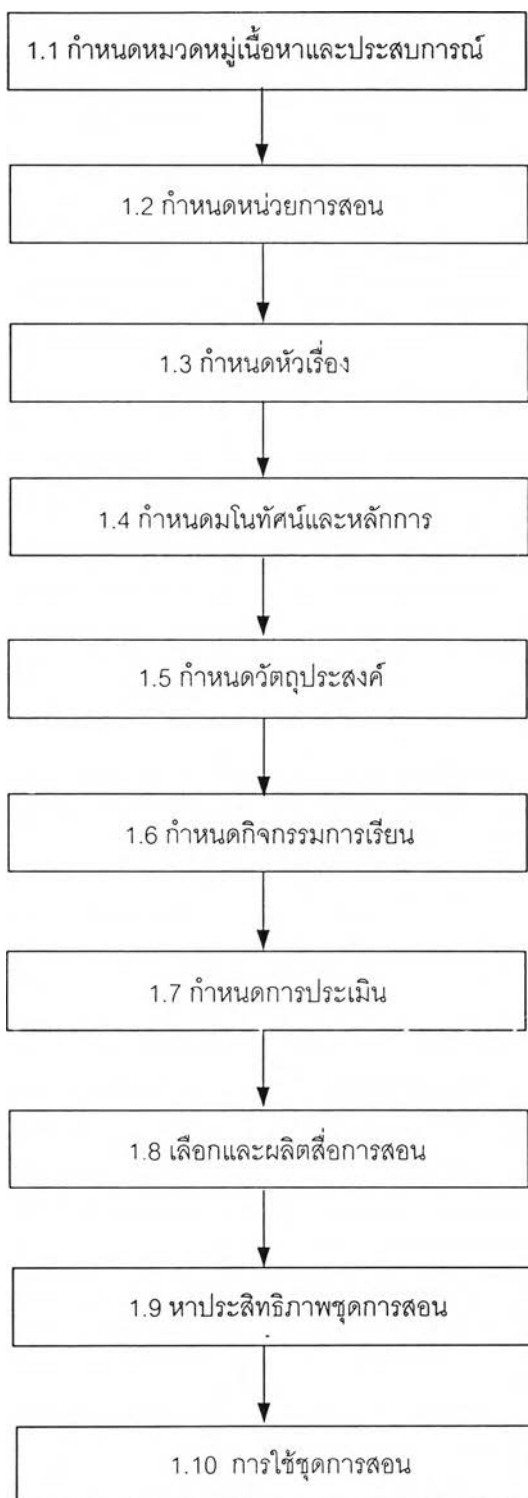 1.1 กำหนดหมวดหมู่เนื้อหาและประสบการณ์
1.2 กำหนดหน่วยการสอน
1.3 กำหนดหัวเรื่อง
1.4 กำหนดมโนทัศน์และหลักการ
1.5 กำหนดวัตถุประสงค์
1.6 กำหนดกิจกรรมการเรียน
1.7 กำหนดการประเมิน
1.8 เลือกและผลิตสื่อการสอน
1.9 หาประสิทธิภาพชุดการสอน
1.10 การใช้ชุดการสอน